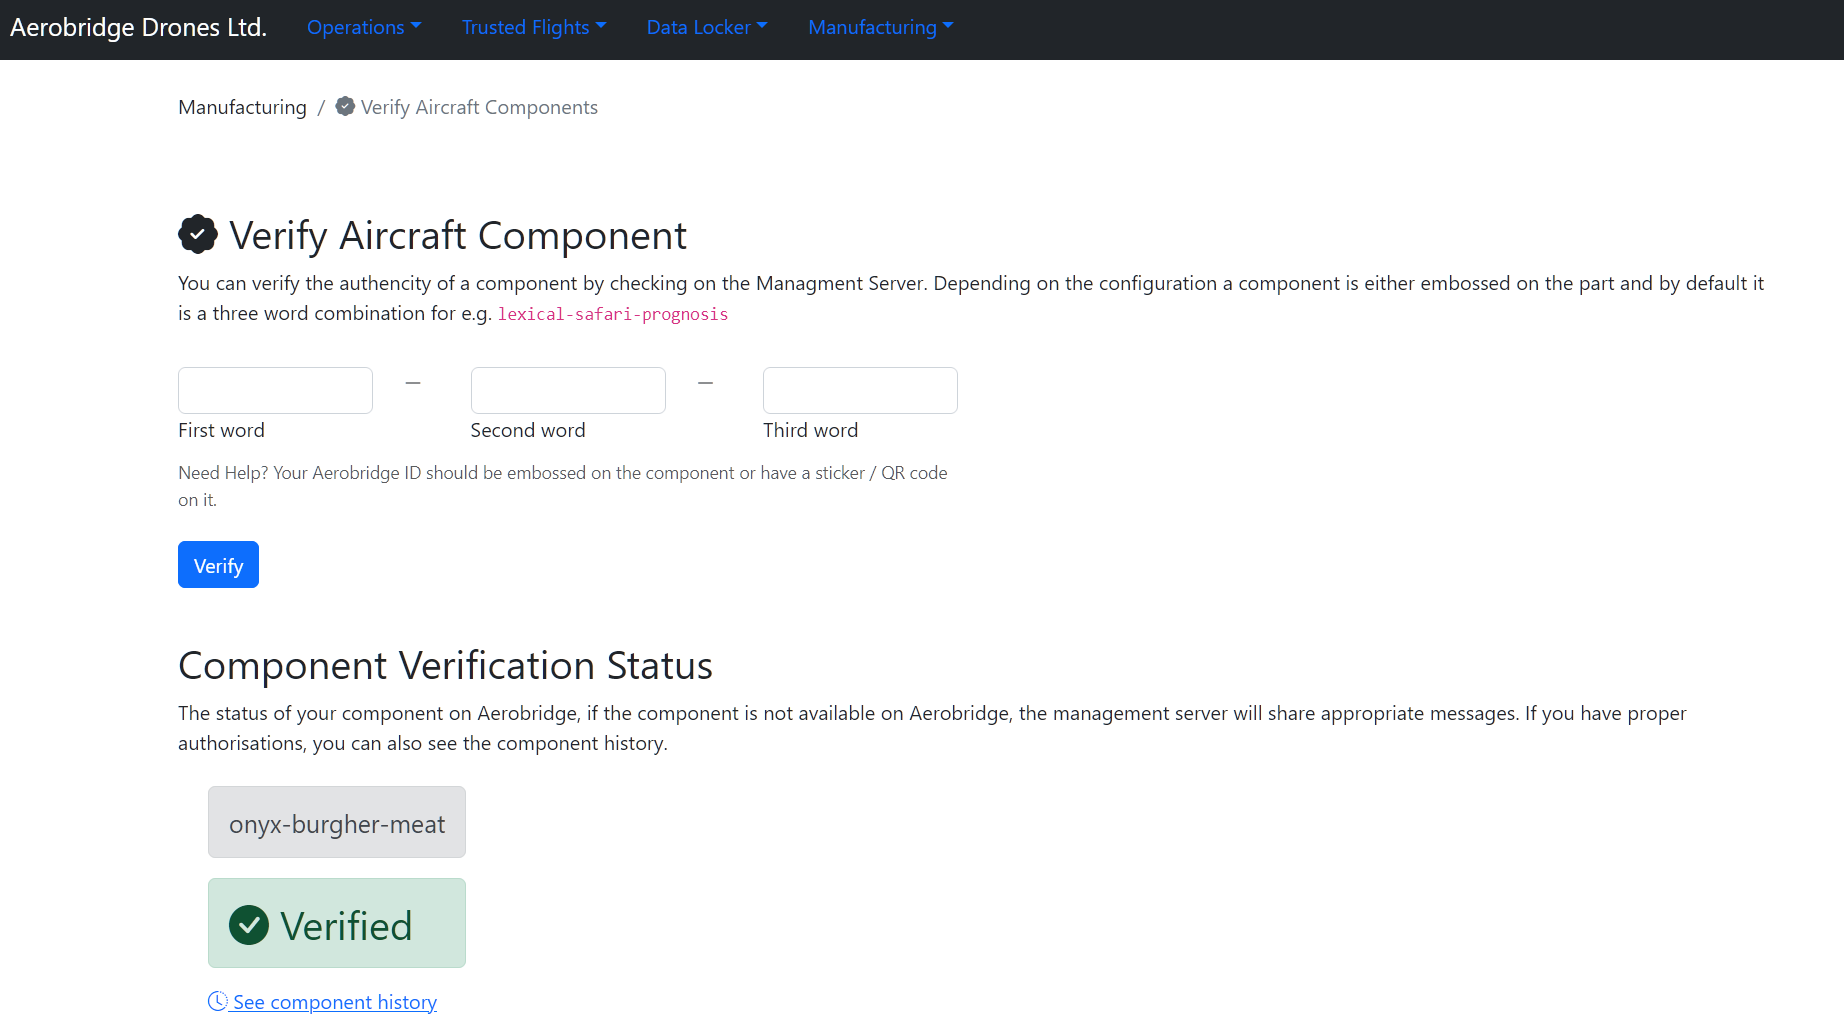 Aerobridge Drones Ltd. Operations Trusted Flights Data Locker Manufacturing
Manufacturing / Verify Aircraft Components
Verify Aircraft Component
You can verify the authencity of a component by checking on the Managment Server. Depending on the configuration a component is either embossed on the part and by default it
is a three word combination for e.g. lexical-safari-prognosis
— —
First word Second word Third word
Need Help? Your Aerobridge ID should be embossed on the component or have a sticker / QR code
on it.
Verify
Component Verification Status
The status of your component on Aerobridge, if the component is not available on Aerobridge, the management server will share appropriate messages. If you have proper
authorisations, you can also see the component history.
onyx-burgher-meat
Verified
See component history